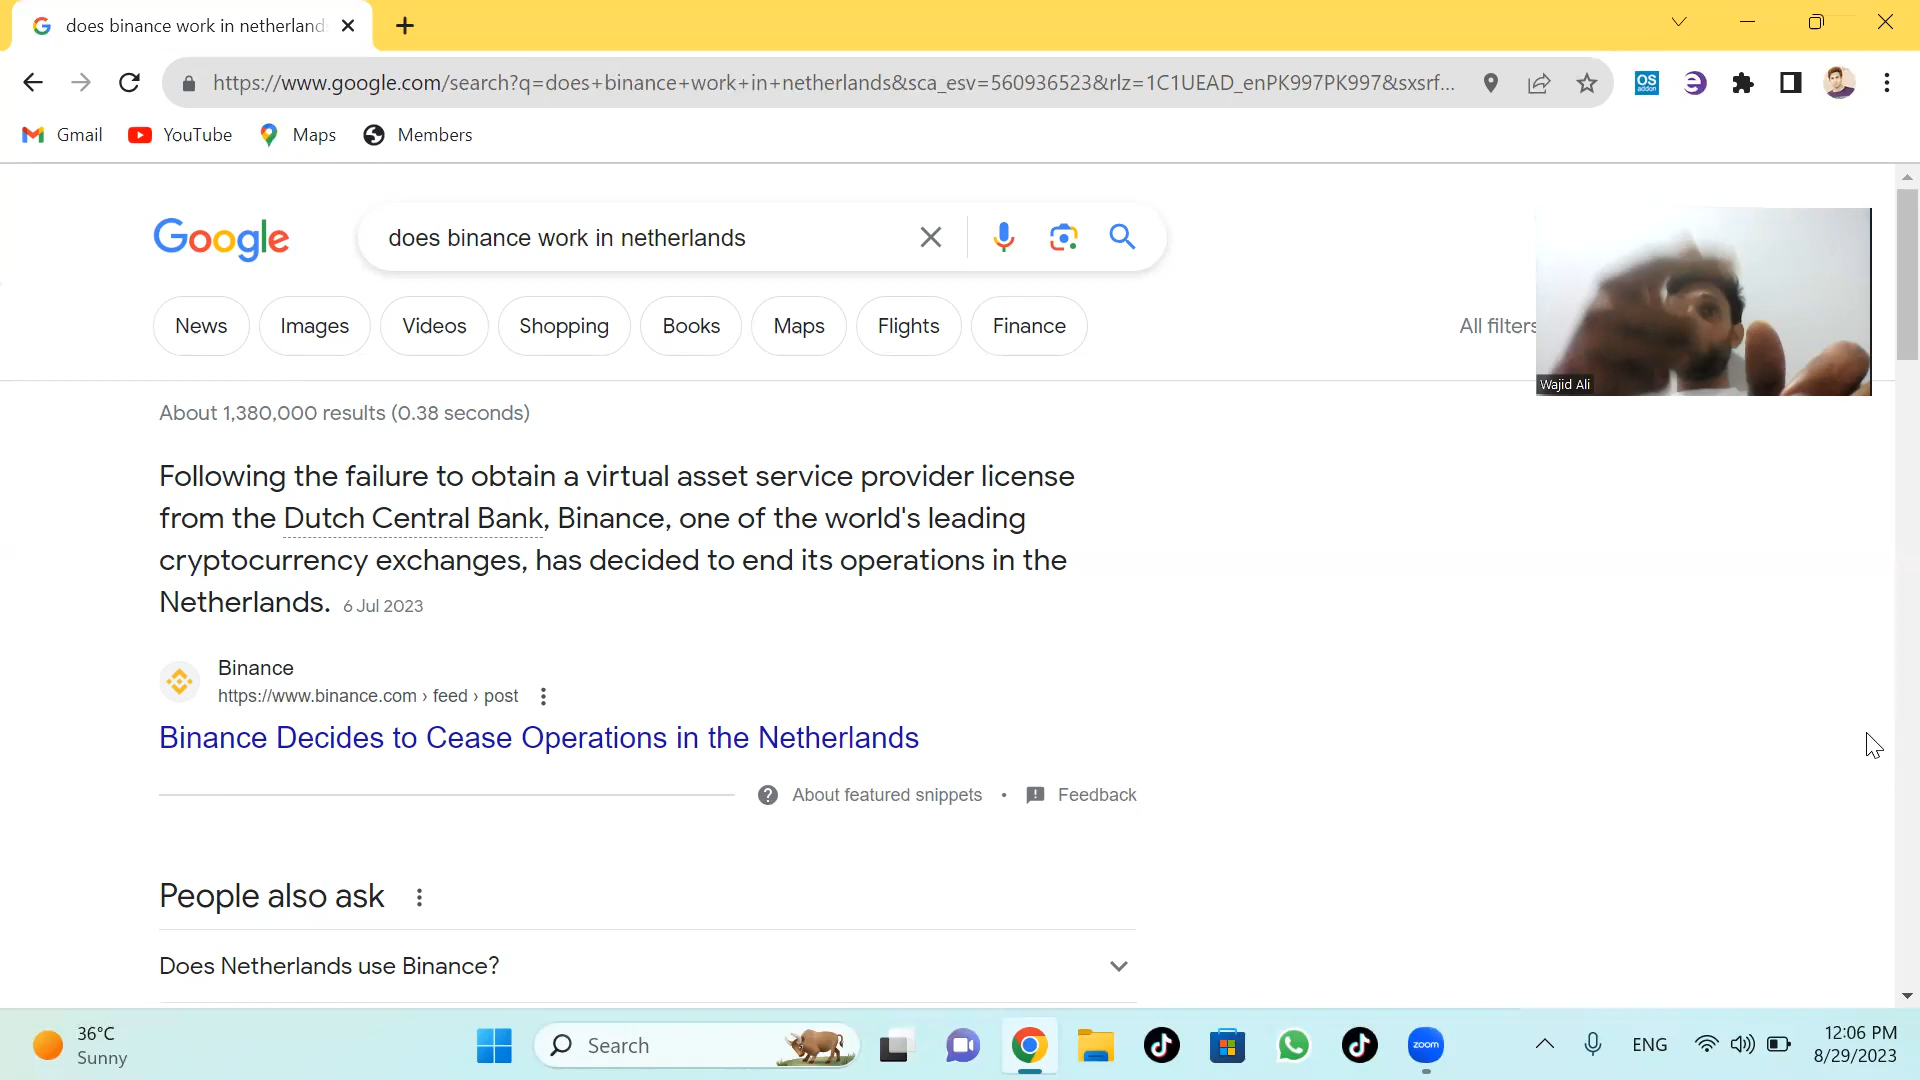 does binance work in netherland
https://www.google.com/search?q=does+binance+work+in+netherlands&sca_esv=560936523&rlz=1C1UEAD_enPK997PK997&sxsrf...
OS
addon
Gmail
YouTube
Maps
Members
Google
does binance work in netherlands
News
Images
Videos
Shopping
Books
Maps
Flights
Finance
All filters
Wajid Ali
About 1,380,000 results (0.38 seconds)
Following the failure to obtain a virtual asset service provider license
from the Dutch Central Bank, Binance, one of the world's leading
cryptocurrency exchanges, has decided to end its operations in the
Netherlands. 6 Jul 2023
Binance
https://www.binance.com › feed › post
Binance Decides to Cease Operations in the Netherlands
About featured snippets • Feedback
People also ask
Does Netherlands use Binance?
36°C
Sunny
Search
zoom
ENG
12:06 PM
8/29/2023